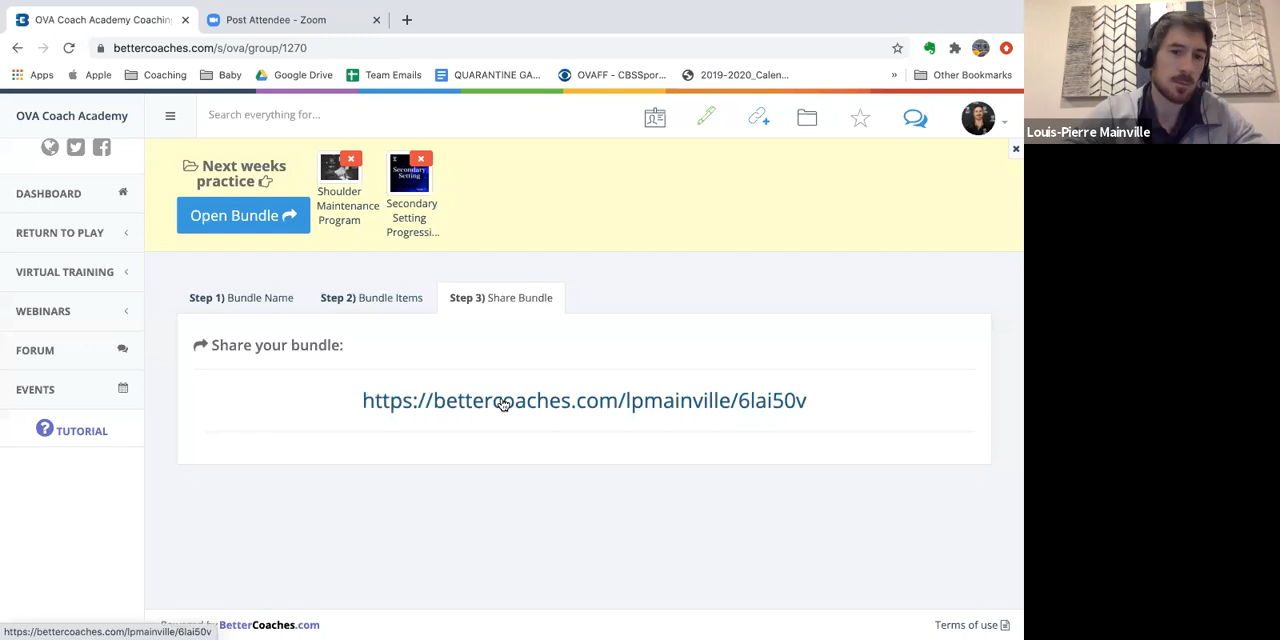 OVA Coach Academy Coaching
Post Attendee - Zoom
bettercoaches.com/s/ova/group/1270
Apps
Apple
Coaching
Baby
Google Drive
Team Emails
QUARANTINE GA...
OVAFF - CBSSpor...
2019-2020_Calen...
»
Other Bookmarks
OVA Coach Academy
Search everything for...
Louis-Pierre Mainville
DASHBOARD
RETURN TO PLAY
VIRTUAL TRAINING
WEBINARS
FORUM
EVENTS
TUTORIAL
Next weeks
practice
Open Bundle
Shoulder
Maintenance
Program
Secondary
Setting
Secondary
Setting
Progressi...
Step 1) Bundle Name
Step 2) Bundle Items
Step 3) Share Bundle
Share your bundle:
https://bettercoaches.com/lpmainville/6lai50v
BetterCoaches.com
Terms of use
https://bettercoaches.com/lpmainville/6lai50v